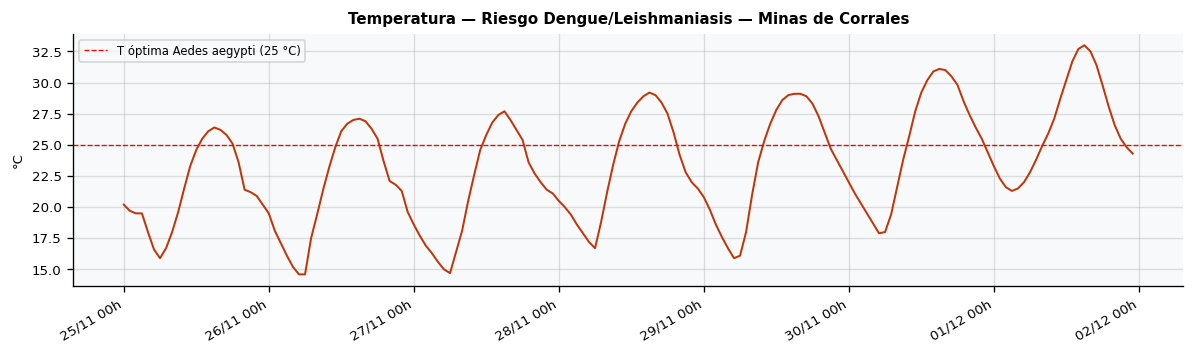 Temperatura — Riesgo Dengue/Leishmaniasis — Minas de Corrales
T óptima Aedes aegypti (25 °C)
°C
32.5
30.0
27.5
25.0
22.5
20.0
17.5
15.0
25/11 00h
26/11 00h
27/11 00h
28/11 00h
29/11 00h
30/11 00h
01/12 00h
02/12 00h